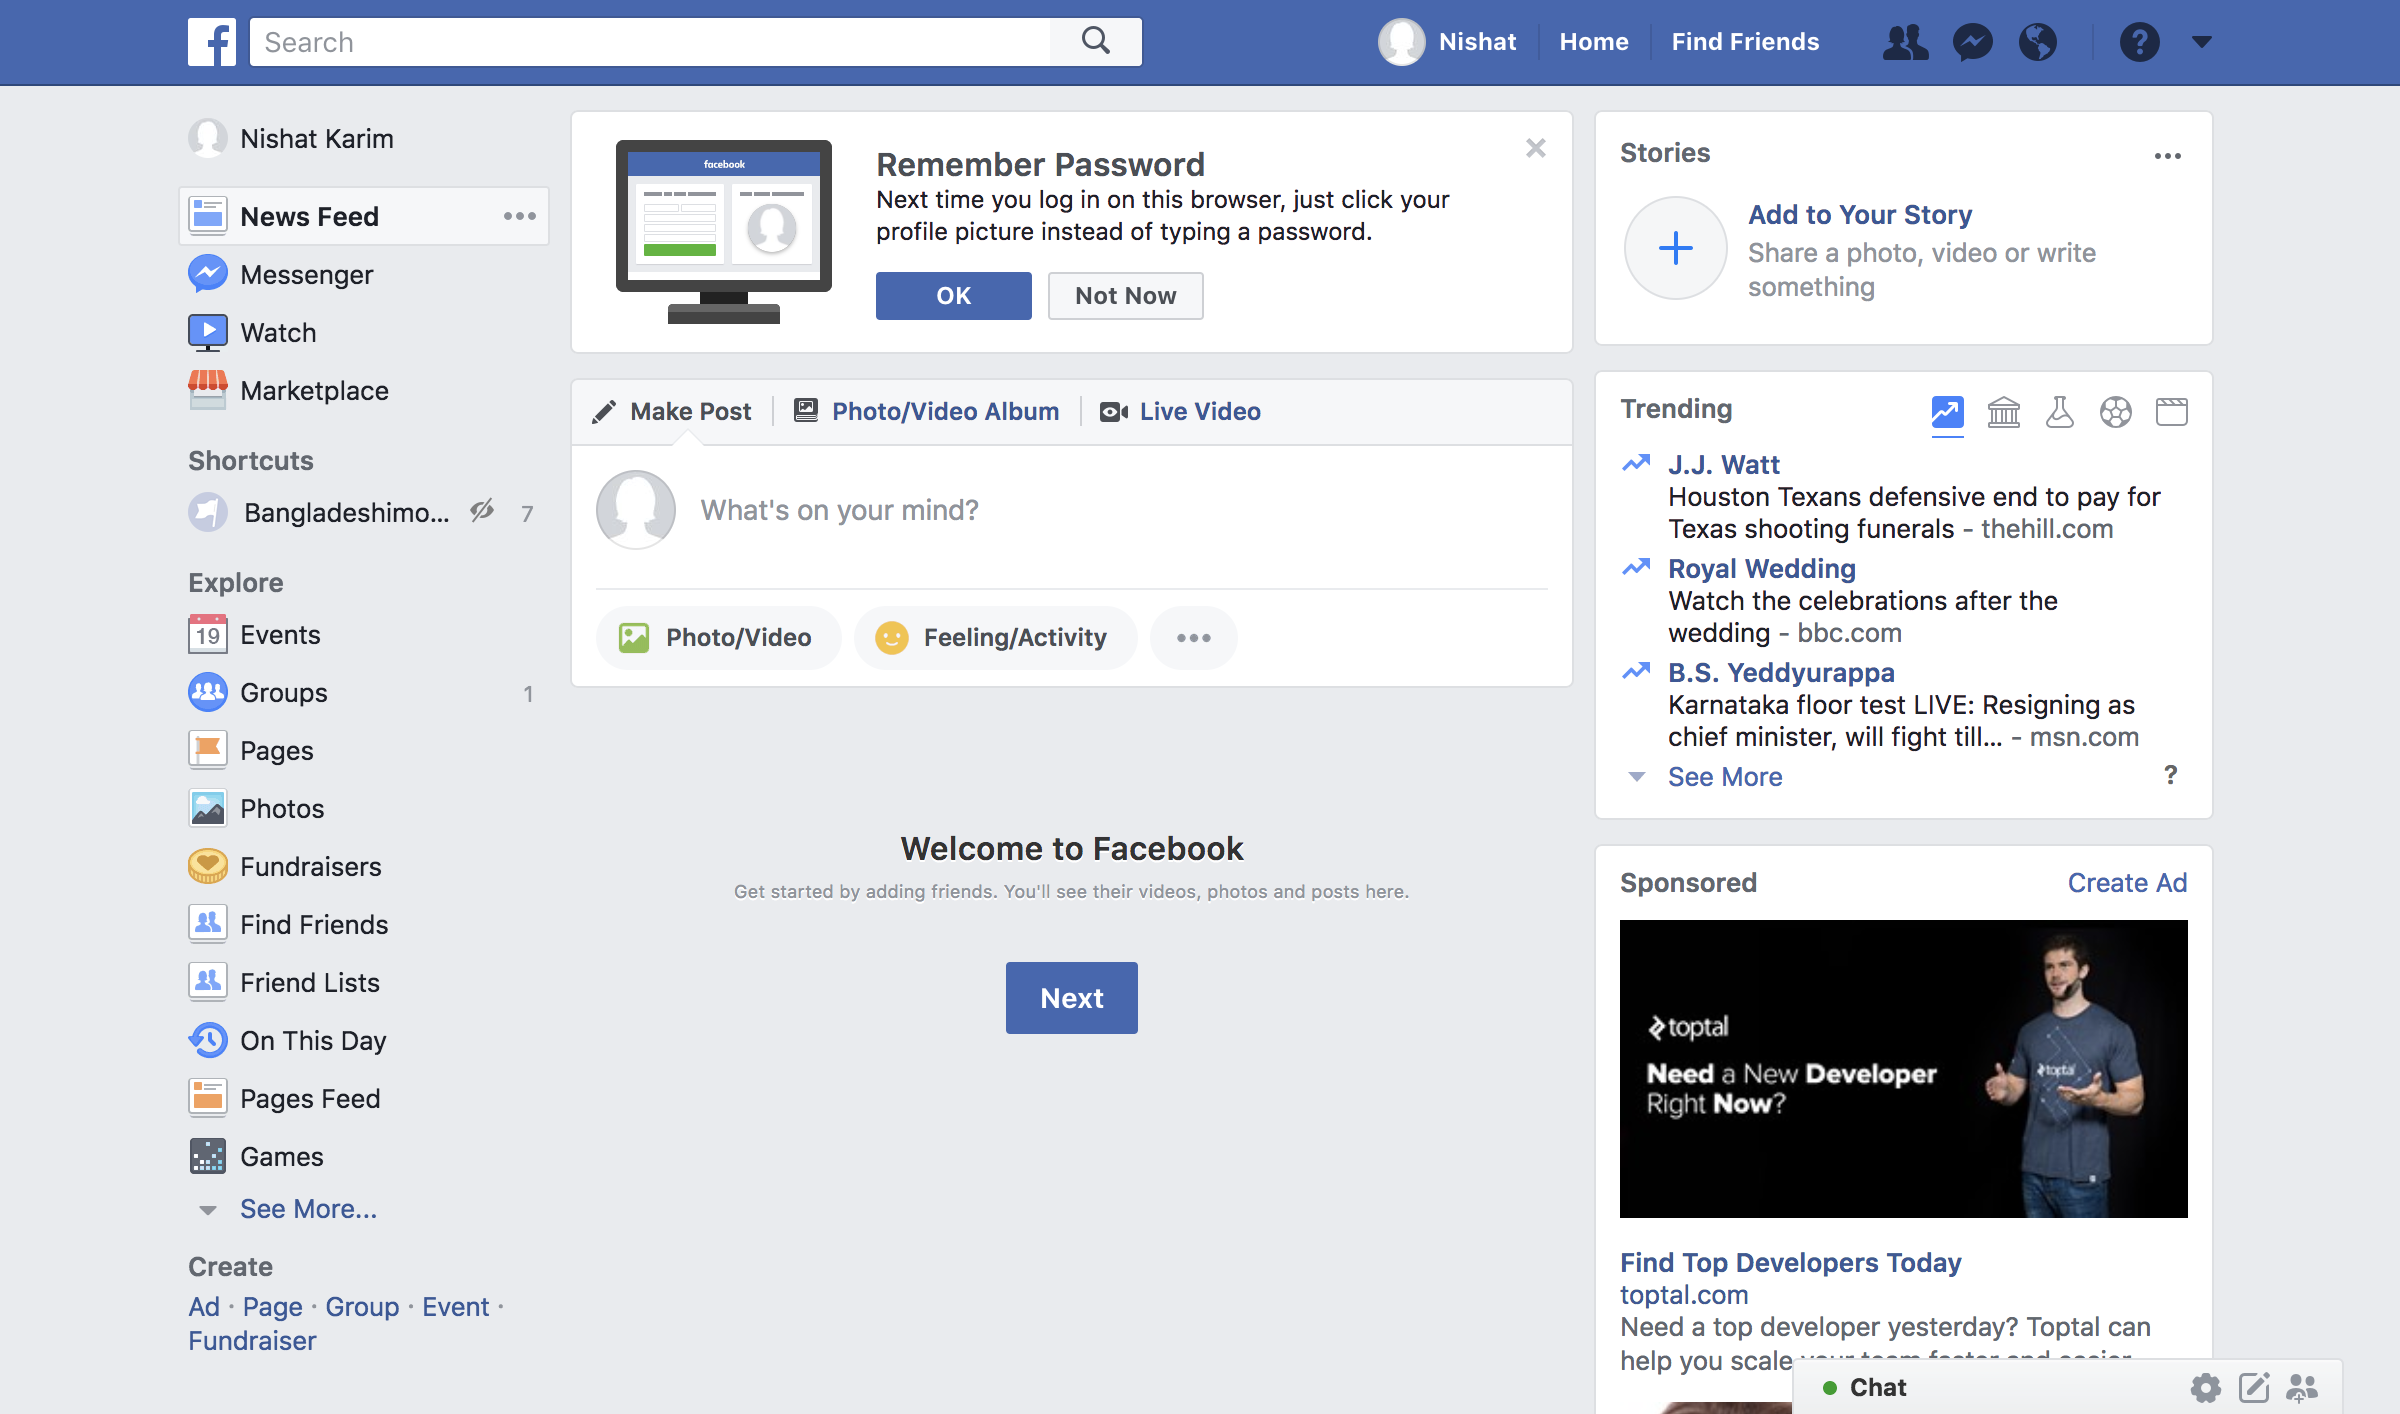 Search
Nishat
Home
Find Friends
Nishat Karim
News Feed
Messenger
Watch
Marketplace
Shortcuts
Bangladeshimo... 7
Explore
19 Events
Groups 1
Pages
Photos
Fundraisers
Find Friends
Friend Lists
On This Day
Pages Feed
Games
See More...
Create
Ad · Page · Group · Event ·
Fundraiser
facebook
Remember Password
Next time you log in on this browser, just click your
profile picture instead of typing a password.
OK
Not Now
Make Post
Photo/Video Album
Live Video
What's on your mind?
Photo/Video
Feeling/Activity
Welcome to Facebook
Get started by adding friends. You'll see their videos, photos and posts here.
Next
Stories
Add to Your Story
Share a photo, video or write
something
Trending
J.J. Watt
Houston Texans defensive end to pay for
Texas shooting funerals - thehill.com
Royal Wedding
Watch the celebrations after the
wedding - bbc.com
B.S. Yeddyurappa
Karnataka floor test LIVE: Resigning as
chief minister, will fight till... - msn.com
See More ?
Sponsored
Create Ad
toptal
Need a New Developer
Right Now?
toptal
Find Top Developers Today
toptal.com
Need a top developer yesterday? Toptal can
help you scale your team faster and easier
Chat